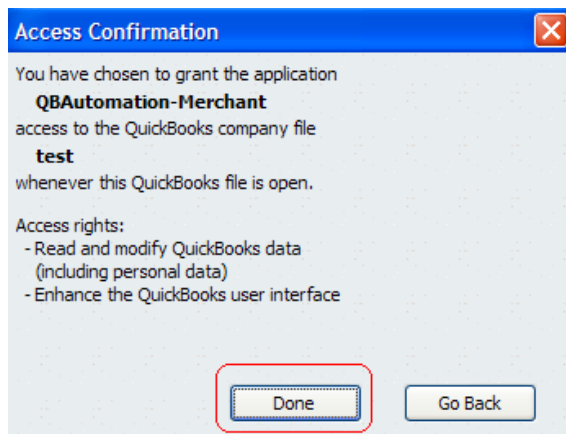 Access Confirmation
You have chosen to grant the application
QBAutomation-Merchant
access to the QuickBooks company file
test
whenever this QuickBooks file is open.
Access rights:
- Read and modify QuickBooks data
(including personal data)
- Enhance the QuickBooks user interface
Done
Go Back